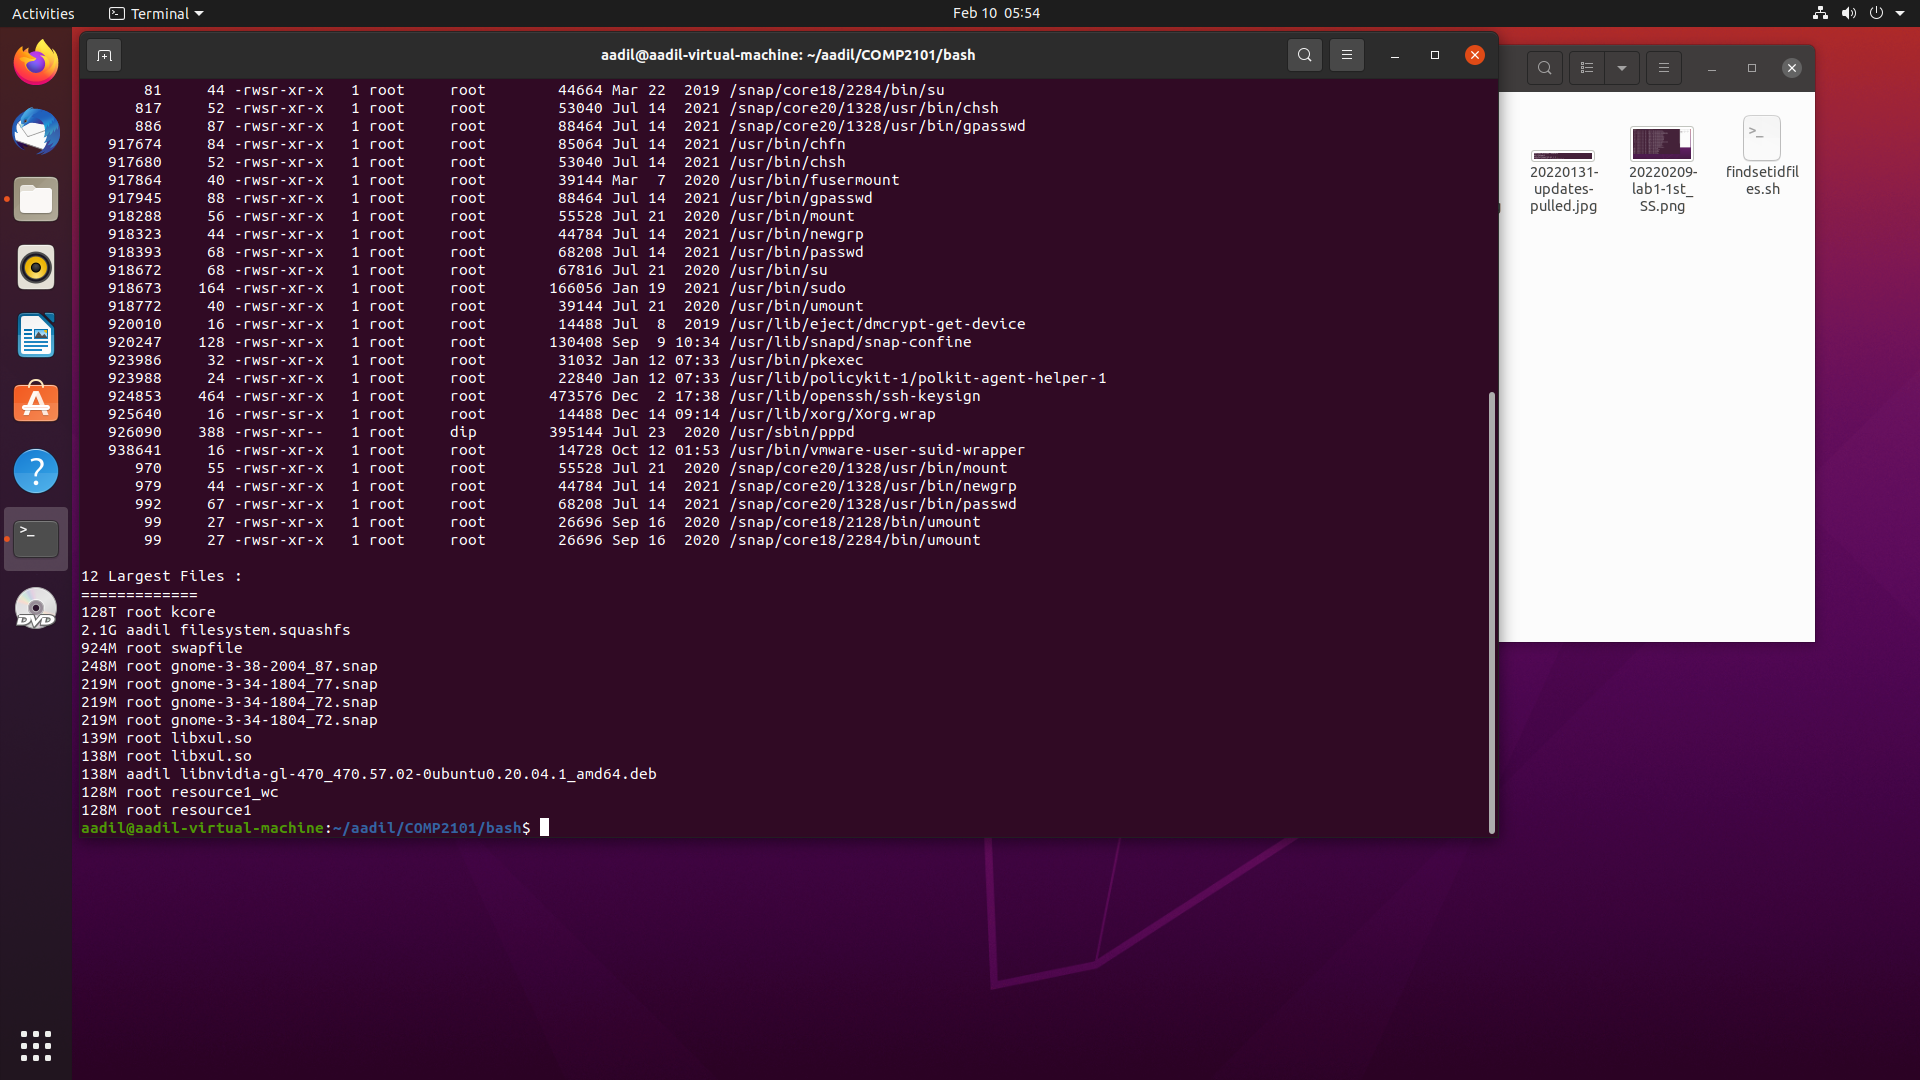 Activities
Terminal
Feb 10 05:54
aadil@aadil-virtual-machine: ~/aadil/COMP2101/bash
81 44 -rwsr-xr-x 1 root root 44664 Mar 22 2019 /snap/core18/2284/bin/su
817 52 -rwsr-xr-x 1 root root 53040 Jul 14 2021 /snap/core20/1328/usr/bin/chsh
886 87 -rwsr-xr-x 1 root root 88464 Jul 14 2021 /snap/core20/1328/usr/bin/gpasswd
917674 84 -rwsr-xr-x 1 root root 85064 Jul 14 2021 /usr/bin/chfn
917680 52 -rwsr-xr-x 1 root root 53040 Jul 14 2021 /usr/bin/chsh
917864 40 -rwsr-xr-x 1 root root 39144 Mar 7 2020 /usr/bin/fusermount
917945 88 -rwsr-xr-x 1 root root 88464 Jul 14 2021 /usr/bin/gpasswd
918288 56 -rwsr-xr-x 1 root root 55528 Jul 21 2020 /usr/bin/mount
918323 44 -rwsr-xr-x 1 root root 44784 Jul 14 2021 /usr/bin/newgrp
918393 68 -rwsr-xr-x 1 root root 68208 Jul 14 2021 /usr/bin/passwd
918672 68 -rwsr-xr-x 1 root root 67816 Jul 21 2020 /usr/bin/su
918673 164 -rwsr-xr-x 1 root root 166056 Jan 19 2021 /usr/bin/sudo
918772 40 -rwsr-xr-x 1 root root 39144 Jul 21 2020 /usr/bin/umount
920010 16 -rwsr-xr-x 1 root root 14488 Jul 8 2019 /usr/lib/eject/dmcrypt-get-device
920247 128 -rwsr-xr-x 1 root root 130408 Sep 9 10:34 /usr/lib/snapd/snap-confine
923986 32 -rwsr-xr-x 1 root root 31032 Jan 12 07:33 /usr/bin/pkexec
923988 24 -rwsr-xr-x 1 root root 22840 Jan 12 07:33 /usr/lib/policykit-1/polkit-agent-helper-1
924853 464 -rwsr-xr-x 1 root root 473576 Dec 2 17:38 /usr/lib/openssh/ssh-keysign
925640 16 -rwsr-sr-x 1 root root 14488 Dec 14 09:14 /usr/lib/xorg/Xorg.wrap
926090 388 -rwsr-xr-- 1 root dip 395144 Jul 23 2020 /usr/sbin/pppd
938641 16 -rwsr-xr-x 1 root root 14728 Oct 12 01:53 /usr/bin/vmware-user-suid-wrapper
970 55 -rwsr-xr-x 1 root root 55528 Jul 21 2020 /snap/core20/1328/usr/bin/mount
979 44 -rwsr-xr-x 1 root root 44784 Jul 14 2021 /snap/core20/1328/usr/bin/newgrp
992 67 -rwsr-xr-x 1 root root 68208 Jul 14 2021 /snap/core20/1328/usr/bin/passwd
99 27 -rwsr-xr-x 1 root root 26696 Sep 16 2020 /snap/core18/2128/bin/umount
99 27 -rwsr-xr-x 1 root root 26696 Sep 16 2020 /snap/core18/2284/bin/umount
12 Largest Files :
=============
128T root kcore
2.1G aadil filesystem.squashfs
924M root swapfile
248M root gnome-3-38-2004_87.snap
219M root gnome-3-34-1804_77.snap
219M root gnome-3-34-1804_72.snap
219M root gnome-3-34-1804_72.snap
139M root libxul.so
138M root libxul.so
138M aadil libnvidia-gl-470_470.57.02-0ubuntu0.20.04.1_amd64.deb
128M root resource1_wc
128M root resource1
aadil@aadil-virtual-machine:~/aadil/COMP2101/bash$
20220131-
updates-
pulled.jpg
20220209-
lab1-1st_
SS.png
findsetidfil
es.sh
DVD